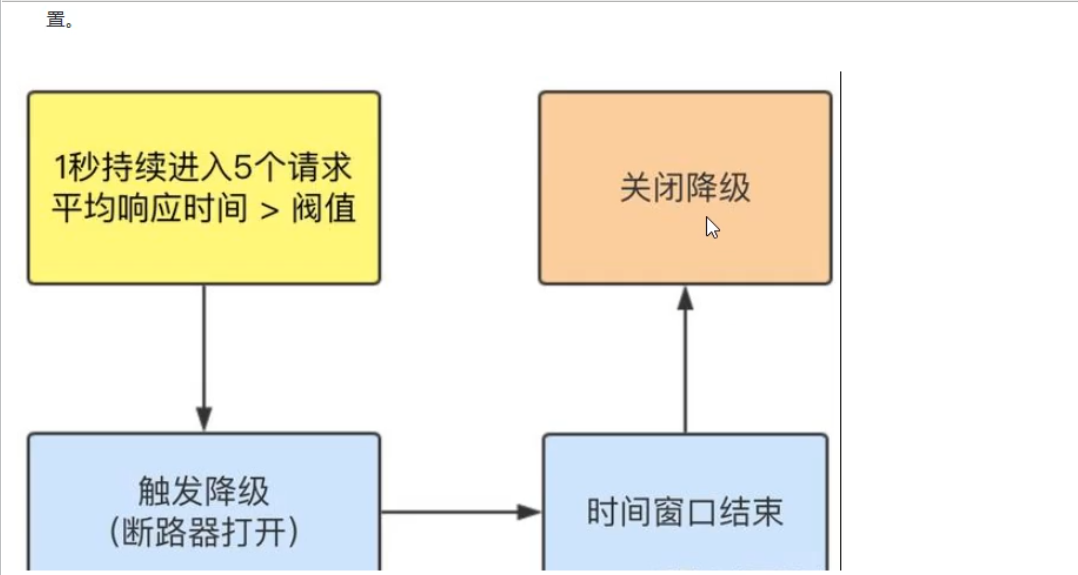 置。
1秒持续进入5个请求
平均响应时间 > 阀值
关闭降级
触发降级
(断路器打开)
时间窗口结束